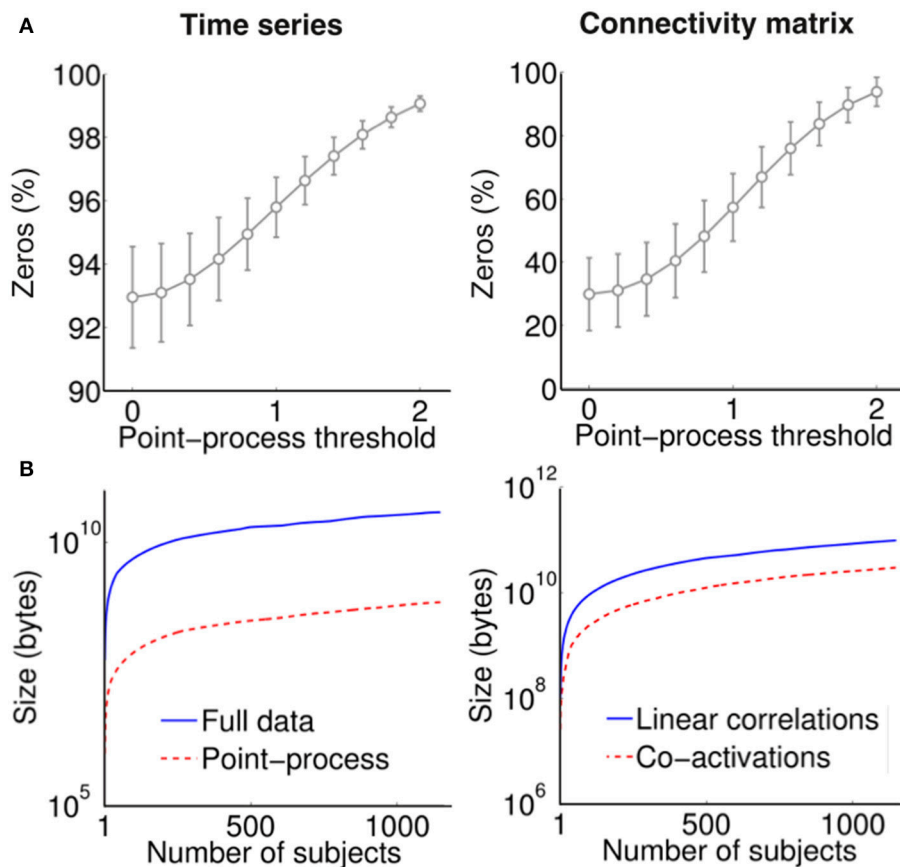 A
Time series
Connectivity matrix
100
98
96
94
92
90
Zeros (%)
0
1
2
Point-process threshold
100
80
60
40
20
0
Zeros (%)
0
1
2
Point-process threshold
B
10^10
10^5
Size (bytes)
Full data
Point-process
1
500
1000
Number of subjects
10^12
10^10
10^8
10^6
Size (bytes)
Linear correlations
Co-activations
1
500
1000
Number of subjects